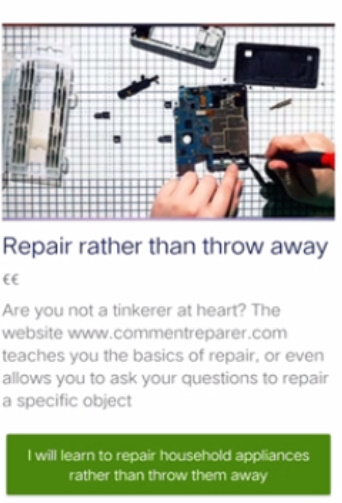 Repair rather than throw away
€€
Are you not a tinkerer at heart? The
website www.commentreparer.com
teaches you the basics of repair, or even
allows you to ask your questions to repair
a specific object
I will learn to repair household appliances
rather than throw them away